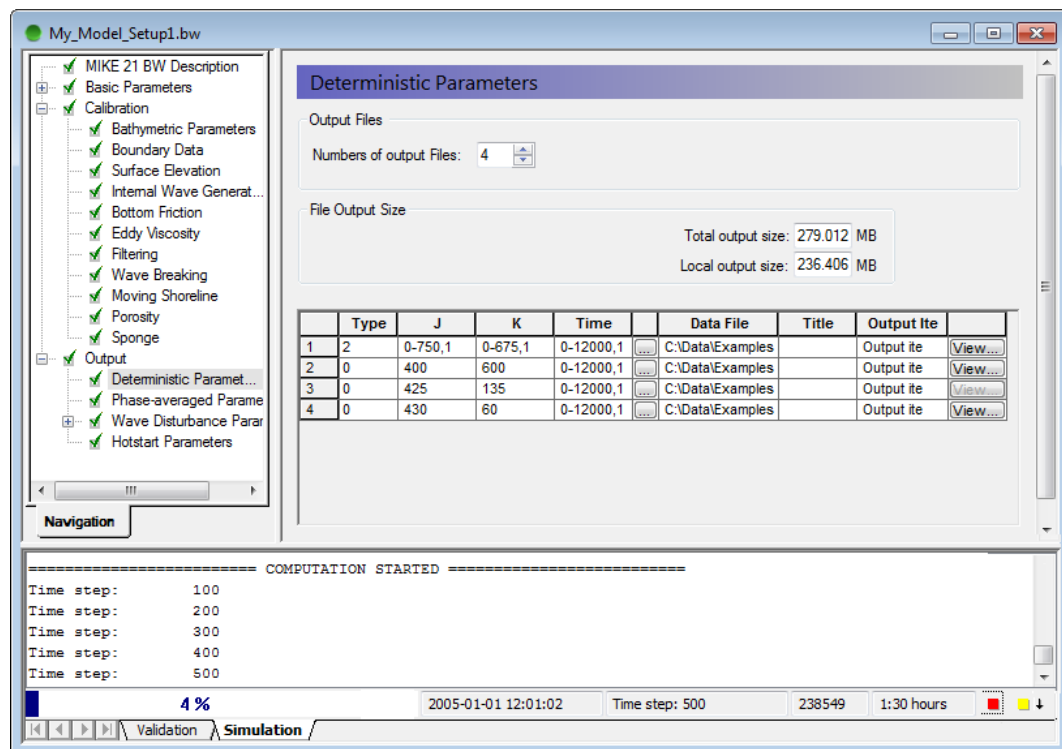 My_Model_Setup1.bw
MIKE 21 BW Description
Basic Parameters
Calibration
Bathymetric Parameters
Boundary Data
Surface Elevation
Internal Wave Generat...
Bottom Friction
Eddy Viscosity
Filtering
Wave Breaking
Moving Shoreline
Porosity
Sponge
Output
Deterministic Paramet...
Phase-averaged Parame
Wave Disturbance Parar
Hotstart Parameters
Navigation
Deterministic Parameters
Output Files
Numbers of output Files: 4
File Output Size
Total output size: 279.012 MB
Local output size: 236.406 MB
Type J K Time Data File Title Output Ite
1 2 0-750,1 0-675,1 0-12000,1 ... C:\Data\Examples Output ite View...
2 0 400 600 0-12000,1 ... C:\Data\Examples Output ite View...
3 0 425 135 0-12000,1 ... C:\Data\Examples Output ite View...
4 0 430 60 0-12000,1 ... C:\Data\Examples Output ite View...
========================= COMPUTATION STARTED ==========================
Time step: 100
Time step: 200
Time step: 300
Time step: 400
Time step: 500
4 % 2005-01-01 12:01:02 Time step: 500 238549 1:30 hours
Validation Simulation